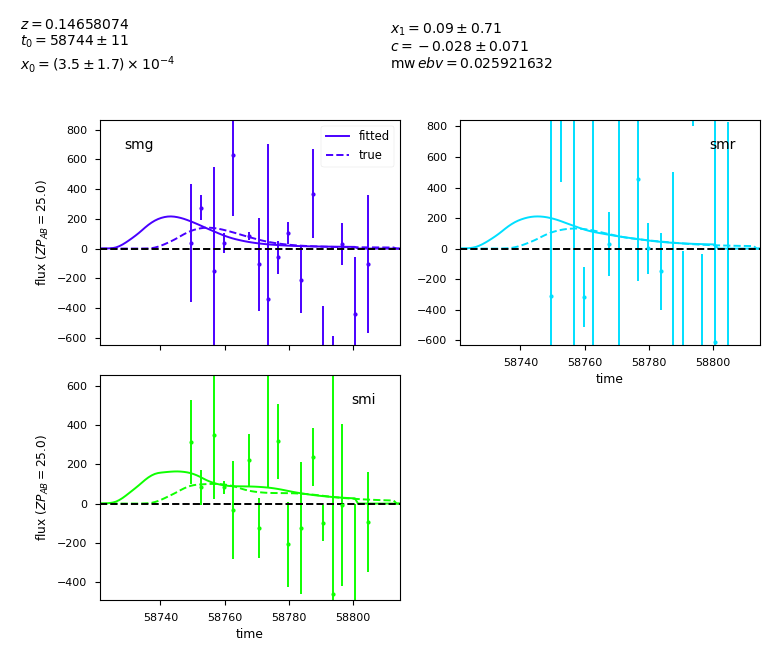 z = 0.14658074
t₀ = 58744 ± 11
x₀ = (3.5 ± 1.7) × 10⁻⁴
x₁ = 0.09 ± 0.71
c = −0.028 ± 0.071
mw ebv = 0.025921632
smg
fitted
true
800
600
400
200
0
−200
−400
−600
flux (ZP_AB = 25.0)
smr
800
600
400
200
0
−200
−400
−600
58740 58760 58780 58800
time
smi
600
400
200
0
−200
−400
flux (ZP_AB = 25.0)
58740 58760 58780 58800
time